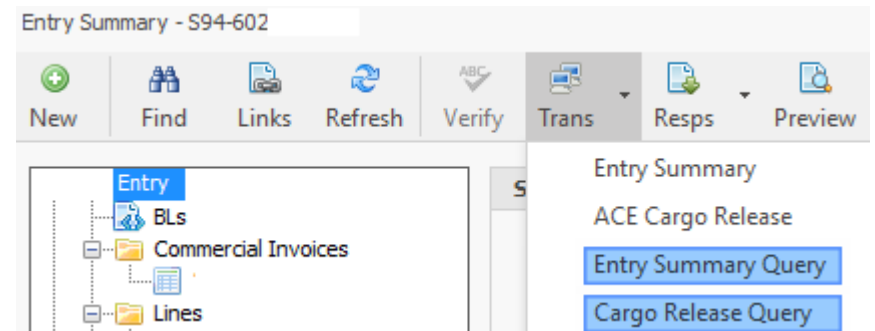 Entry Summary - S94-602
New Find Links Refresh Verify Trans Resps Preview
Entry
BLs
Commercial Invoices
Lines
S
Entry Summary
ACE Cargo Release
Entry Summary Query
Cargo Release Query